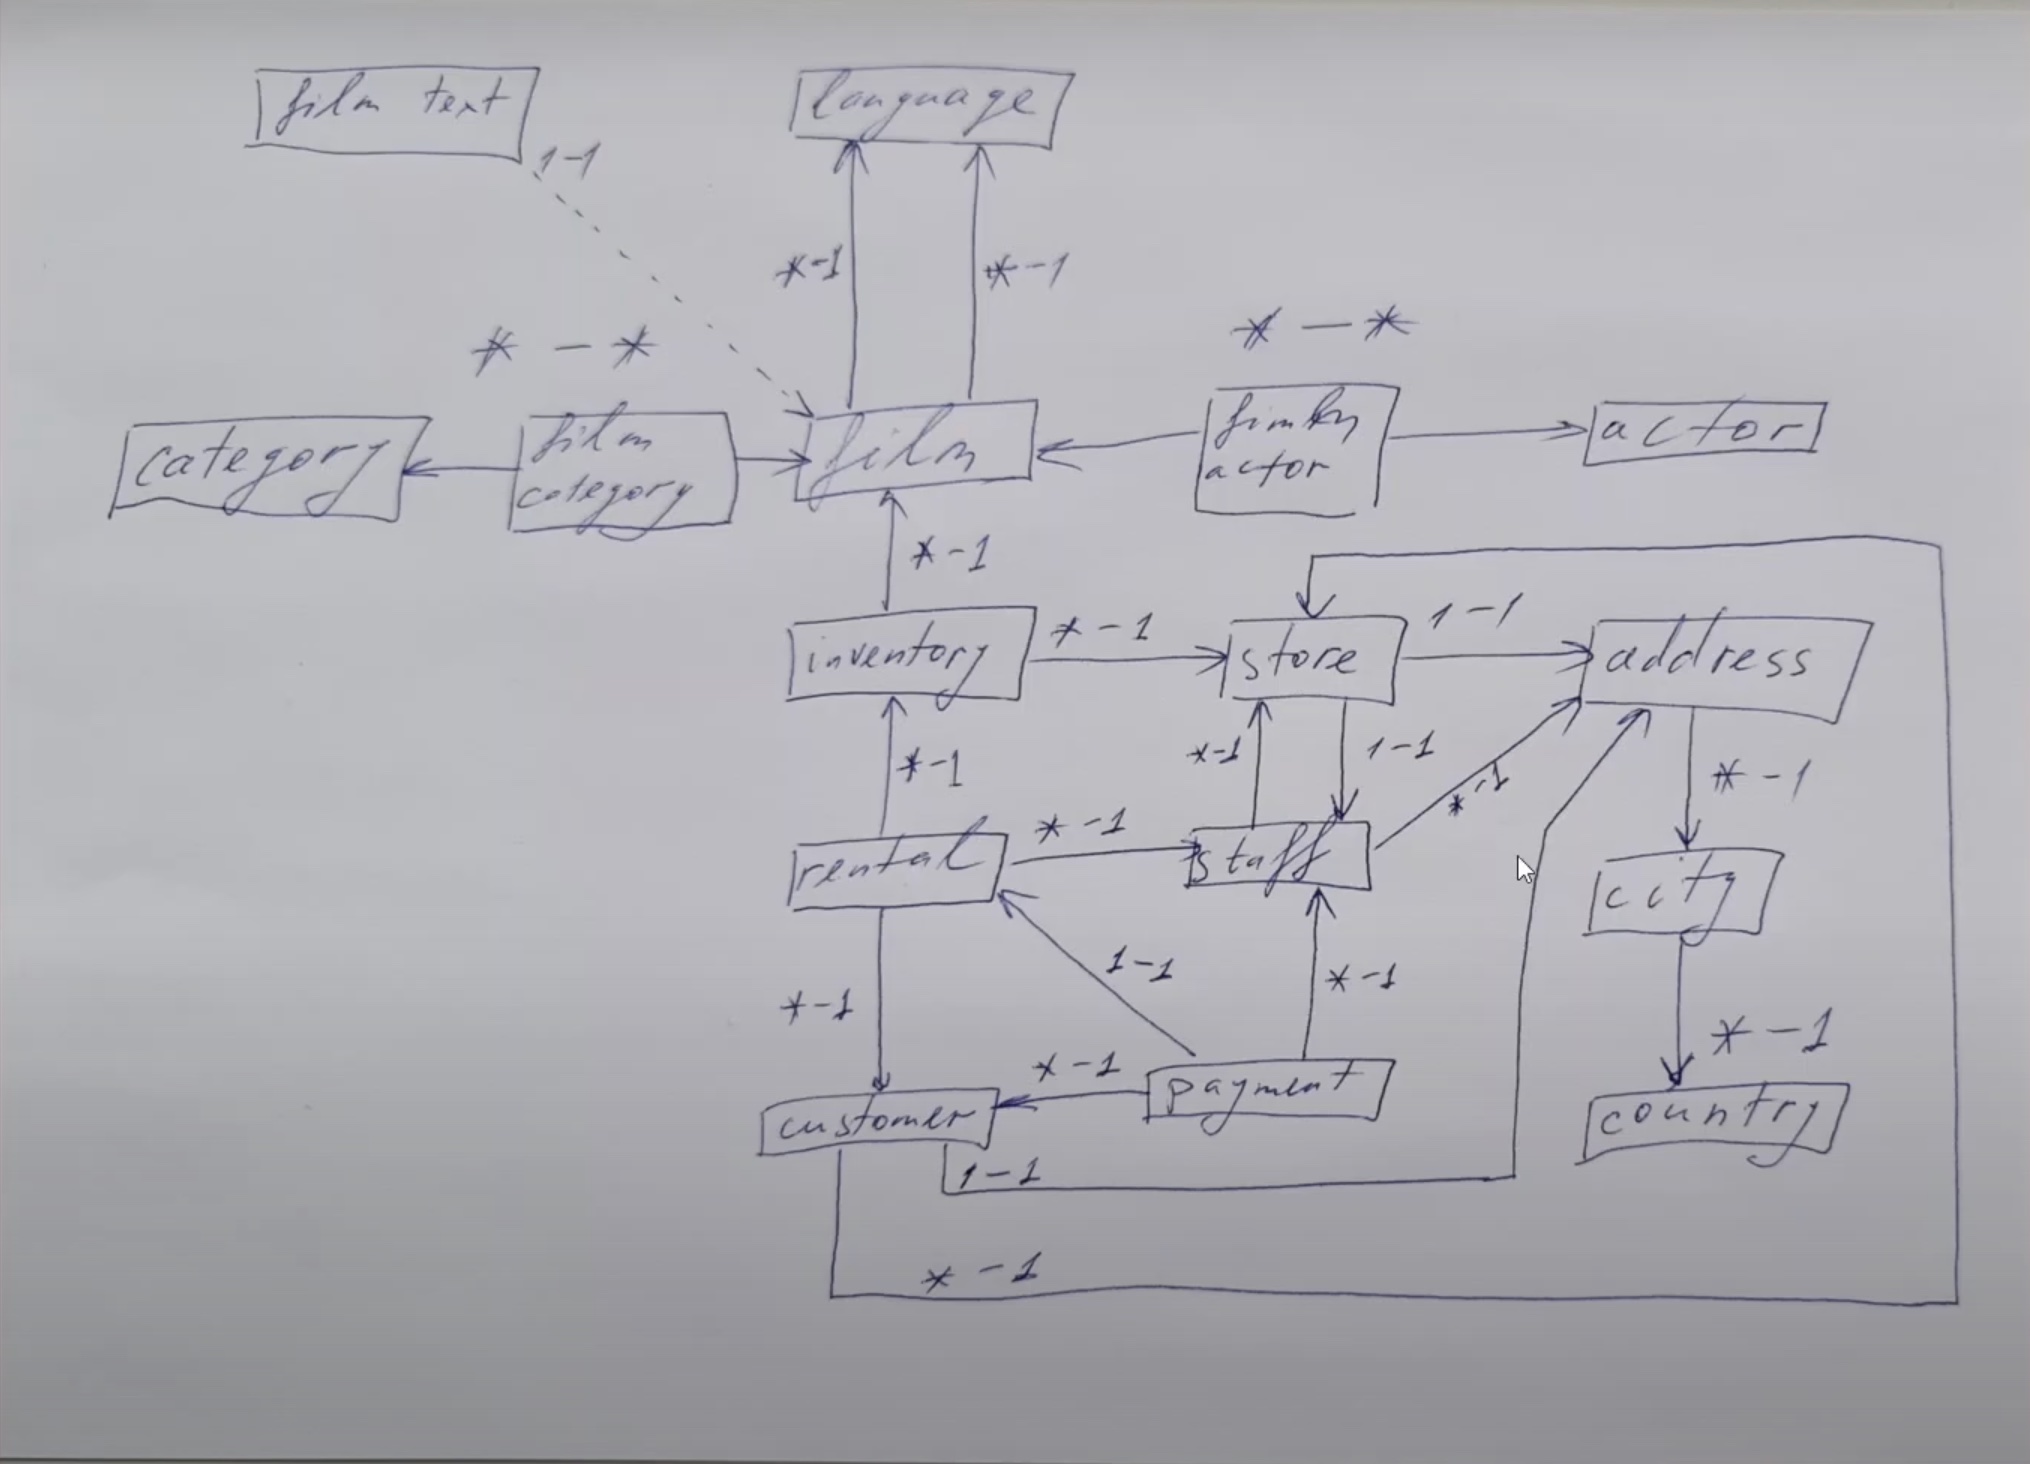 film text
language
1-1
*-1
*-1
* - *
* - *
category
film
category
film
actor
actor
*-1
inventory
*-1
store
1-1
address
*-1
*-1
1-1
*-1
*-1
rental
*-1
staff
city
1-1
*-1
*-1
*-1
*-1
customer
payment
country
1-1
*-1